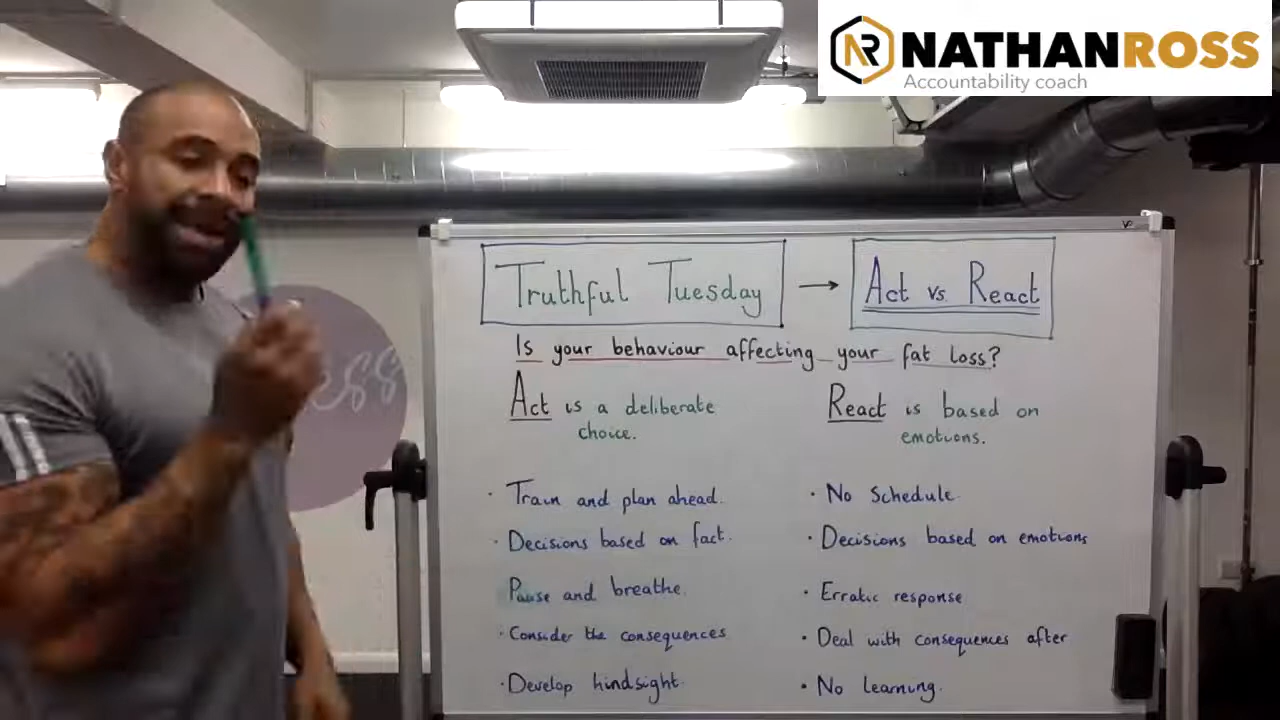 NR NATHANROSS
Accountability coach
Truthful Tuesday → Act vs React
Is your behaviour affecting your fat loss?
Act is a deliberate
choice.
React is based on
emotions.
· Train and plan ahead.
· Decisions based on fact.
· Pause and breathe.
· Consider the consequences
· Develop hindsight.
· No Schedule.
· Decisions based on emotions
· Erratic response
· Deal with consequences after
· No learning.